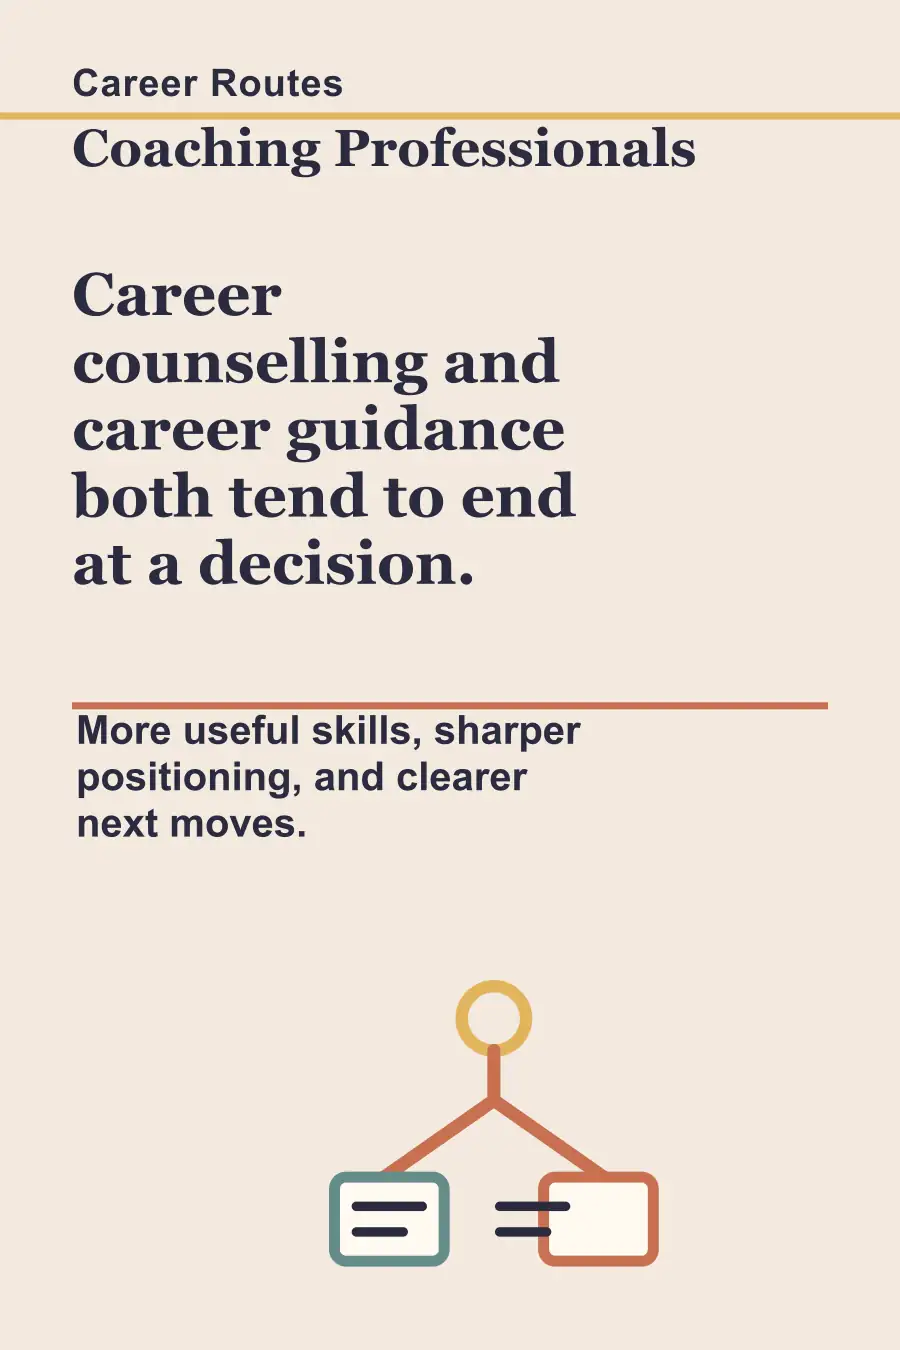 Career Routes
Coaching Professionals
Career
counselling and
career guidance
both tend to end
at a decision.
More useful skills, sharper
positioning, and clearer
next moves.